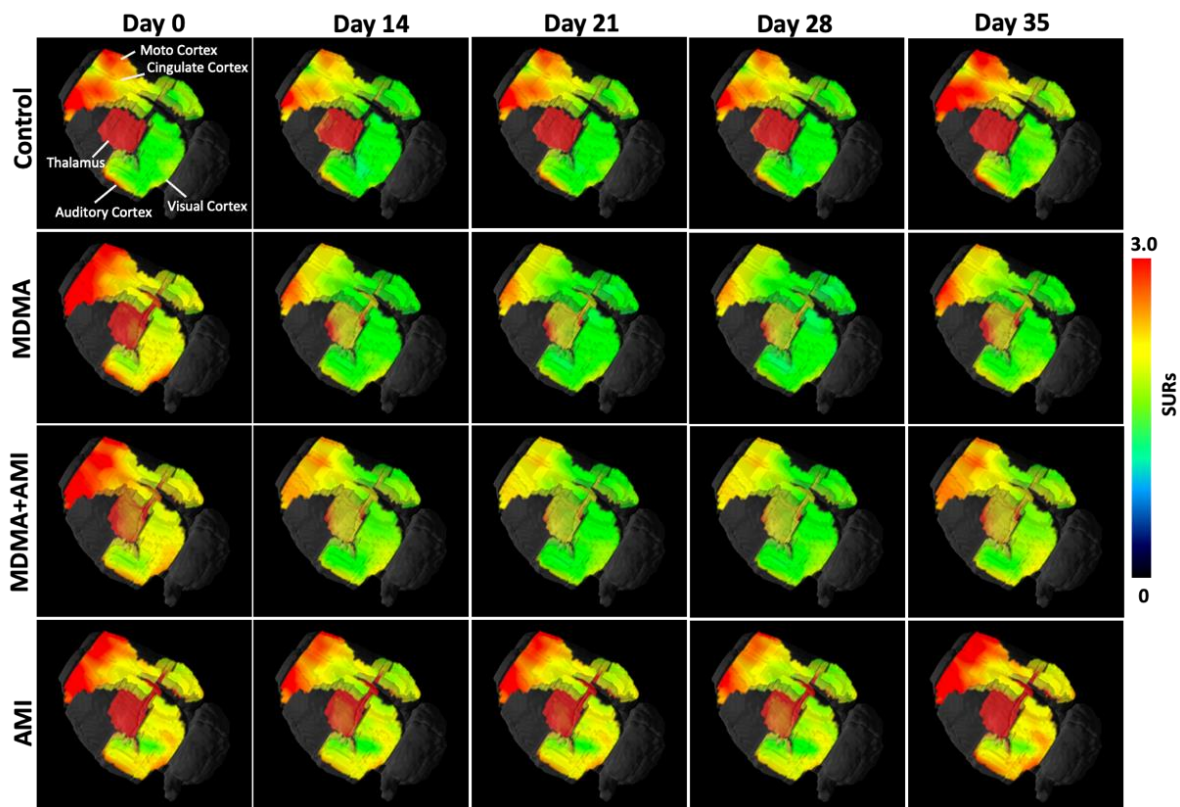 Day 0 Day 14 Day 21 Day 28 Day 35
Control
Moto Cortex
Cingulate Cortex
Thalamus
Auditory Cortex
Visual Cortex
MDMA
3.0
SURs
0
MDMA+AMI
AMI